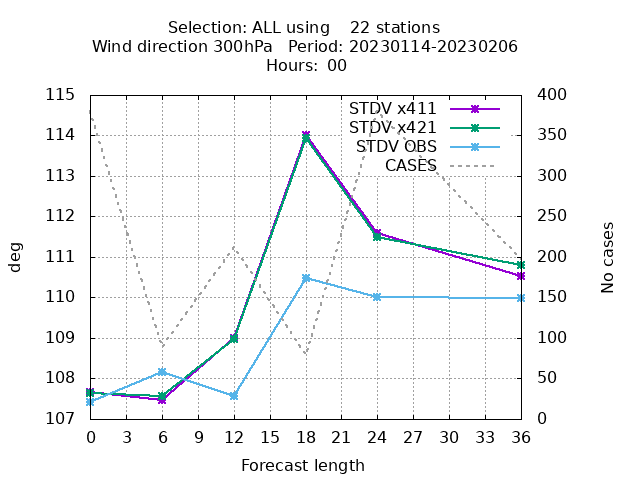 Selection: ALL using    22 stations
Wind direction 300hPa   Period: 20230114-20230206
Hours: 00
115
114
113
112
111
110
109
108
107
400
350
300
250
200
150
100
50
0
STDV x411
STDV x421
STDV OBS
CASES
deg
No cases
0 3 6 9 12 15 18 21 24 27 30 33 36
Forecast length